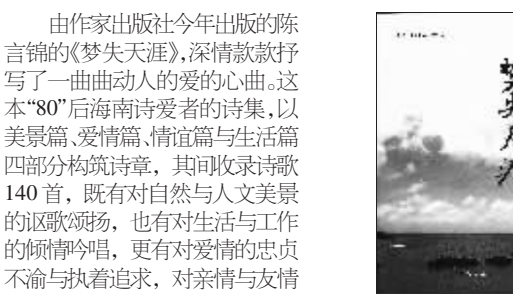 由作家出版社今年出版的陈
言锦的《梦失天涯》，深情款款抒
写了一曲曲动人的爱的心曲。这
本“80”后海南诗爱者的诗集，以
美景篇、爱情篇、情谊篇与生活篇
四部分构筑诗章，其间收录诗歌
140 首，既有对自然与人文美景
的讴歌颂扬，也有对生活与工作
的倾情吟唱，更有对爱情的忠贞
不渝与执着追求，对亲情与友情
梦失天涯